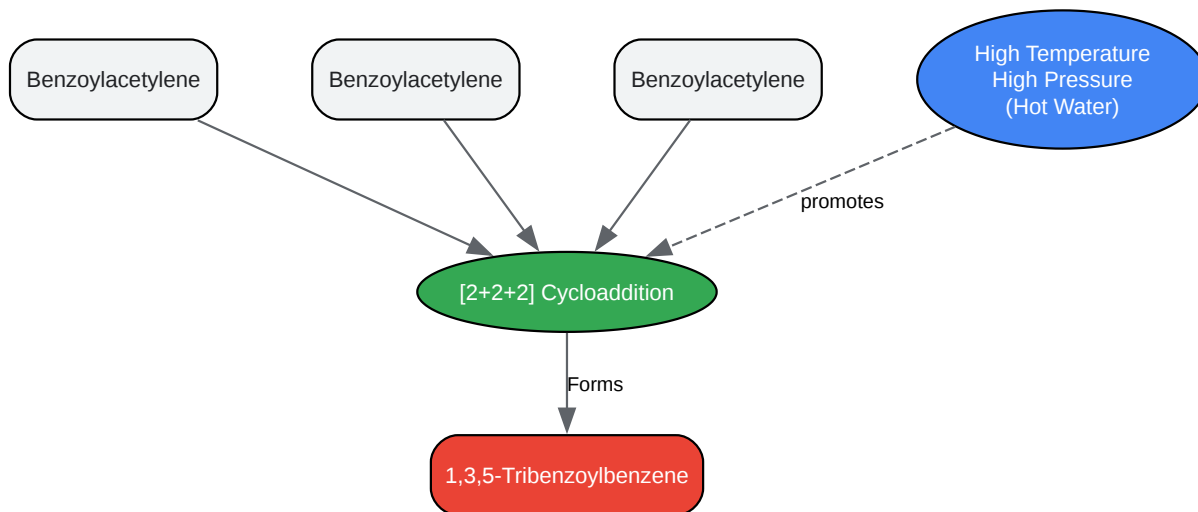 Benzoylacetylene
Benzoylacetylene
Benzoylacetylene
High Temperature
High Pressure
(Hot Water)
promotes
[2+2+2] Cycloaddition
Forms
1,3,5-Tribenzoylbenzene